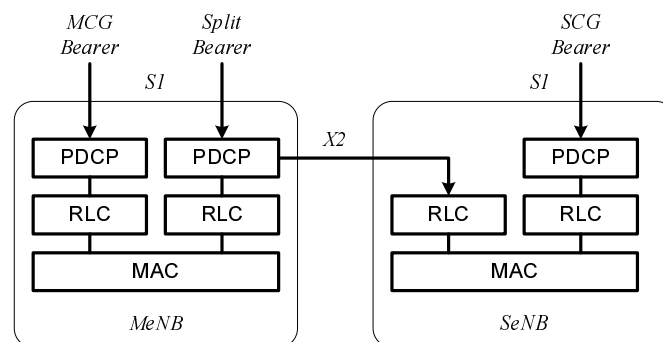 MCG
Bearer
Split
Bearer
SCG
Bearer
S1
S1
X2
PDCP
PDCP
PDCP
RLC
RLC
RLC
RLC
MAC
MAC
MeNB
SeNB